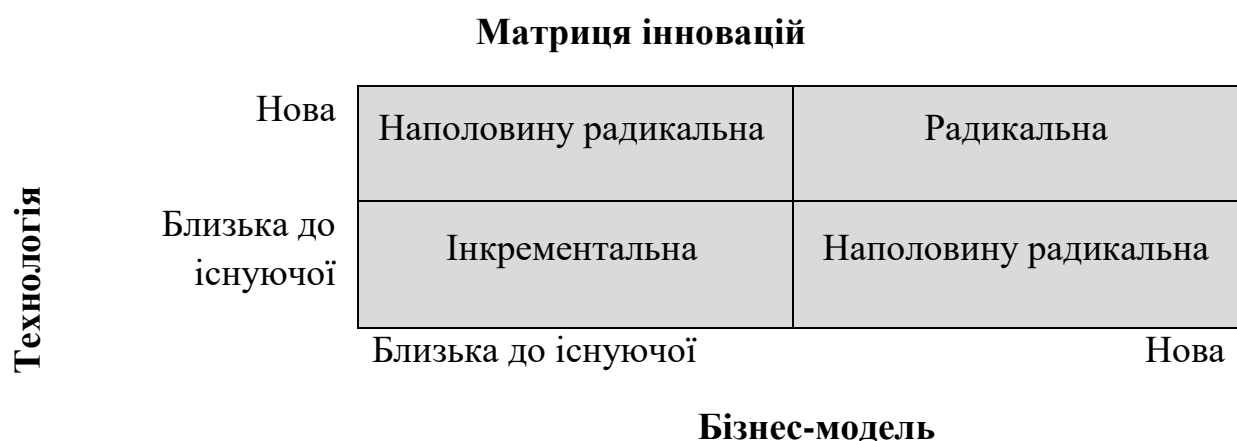 Матриця інновацій
Нова
Наполовину радикальна
Радикальна
Технологія
Близька до
існуючої
Інкрементальна
Наполовину радикальна
Близька до існуючої
Нова
Бізнес-модель